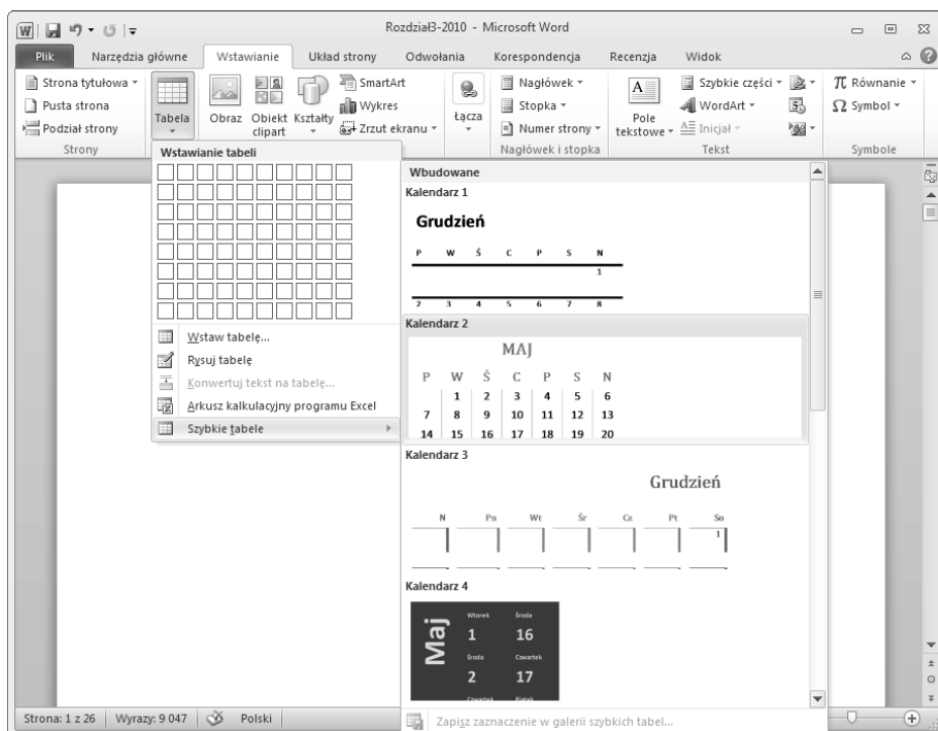 Rozdział3-2010 - Microsoft Word
Plik Narzędzia główne Wstawianie Układ strony Odwołania Korespondencja Recenzja Widok
Strona tytułowa
Pusta strona
Podział strony
Strony
Tabela
Obraz
Obiekt clipart
Kształty
SmartArt
Wykres
Zrzut ekranu
Łącza
Nagłówek
Stopka
Numer strony
Nagłówek i stopka
Pole tekstowe
Szybkie części
WordArt
Inicjał
Tekst
Równanie
Symbol
Symbole
Wstawianie tabeli
Wstaw tabelę...
Rysuj tabelę
Konwertuj tekst na tabelę...
Arkusz kalkulacyjny programu Excel
Szybkie tabele
Wbudowane
Kalendarz 1
Grudzień
P W Ś C P S N
1
2 3 4 5 6 7 8
Kalendarz 2
MAJ
P W Ś C P S N
1 2 3 4 5 6
7 8 9 10 11 12 13
14 15 16 17 18 19 20
Kalendarz 3
Grudzień
N Pn Wt Śr Cz Pt So
1
Kalendarz 4
Maj
Wtorek Środa
1 16
Środa Czwartek
2 17
Czwartek Piątek
Zapisz zaznaczenie w galerii szybkich tabel...
Strona: 1 z 26 Wyrazy: 9 047 Polski